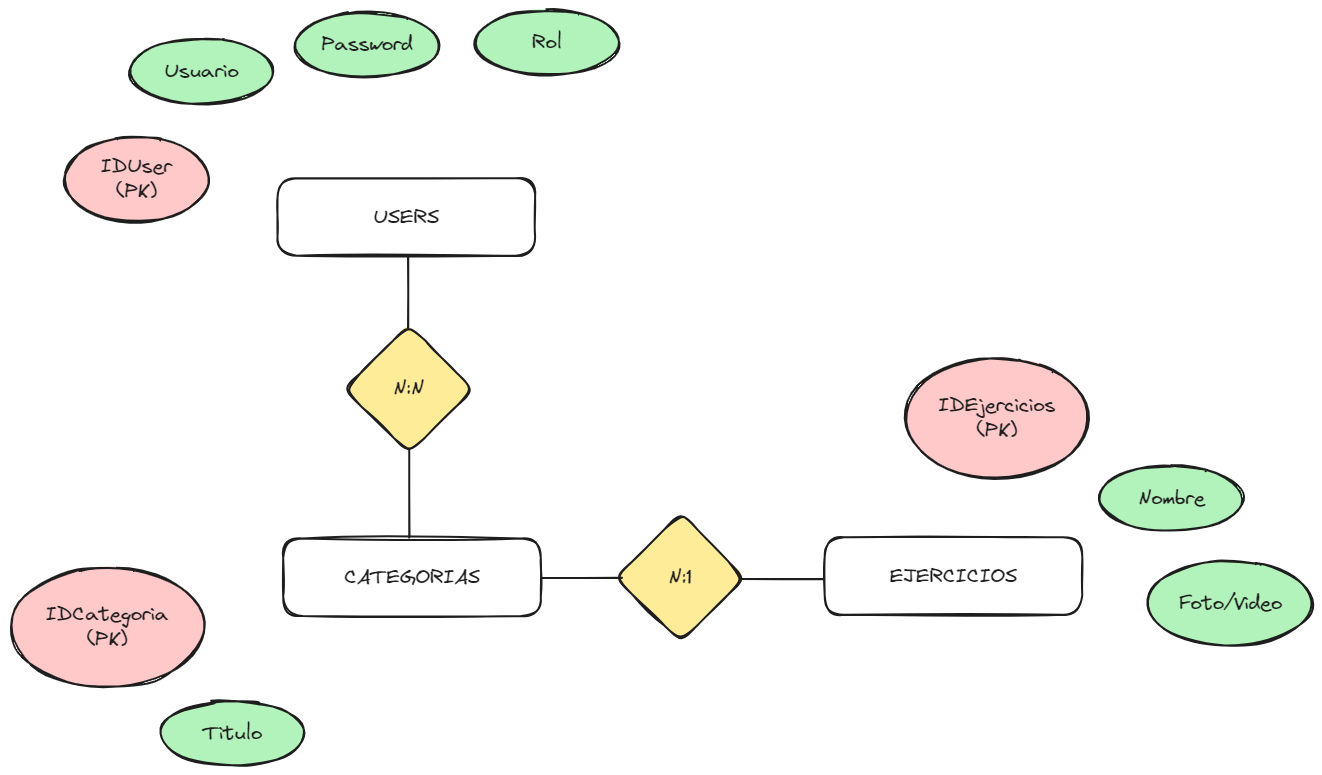 Password
Rol
Usuario
IDUser
(PK)
USERS
N:N
IDEjercicios
(PK)
Nombre
CATEGORIAS
N:1
EJERCICIOS
Foto/Video
IDCategoria
(PK)
Titulo